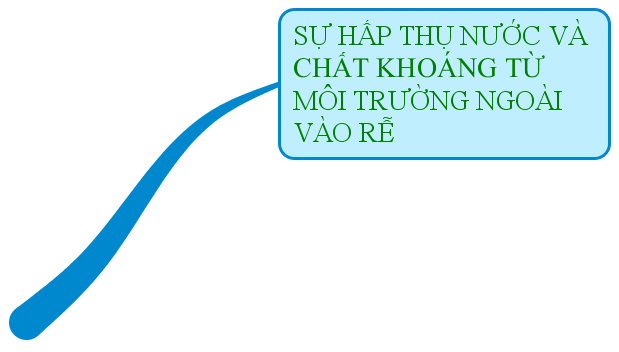 SỰ HẤP THỤ NƯỚC VÀ
CHẤT KHOÁNG TỪ
MÔI TRƯỜNG NGOÀI
VÀO RỄ